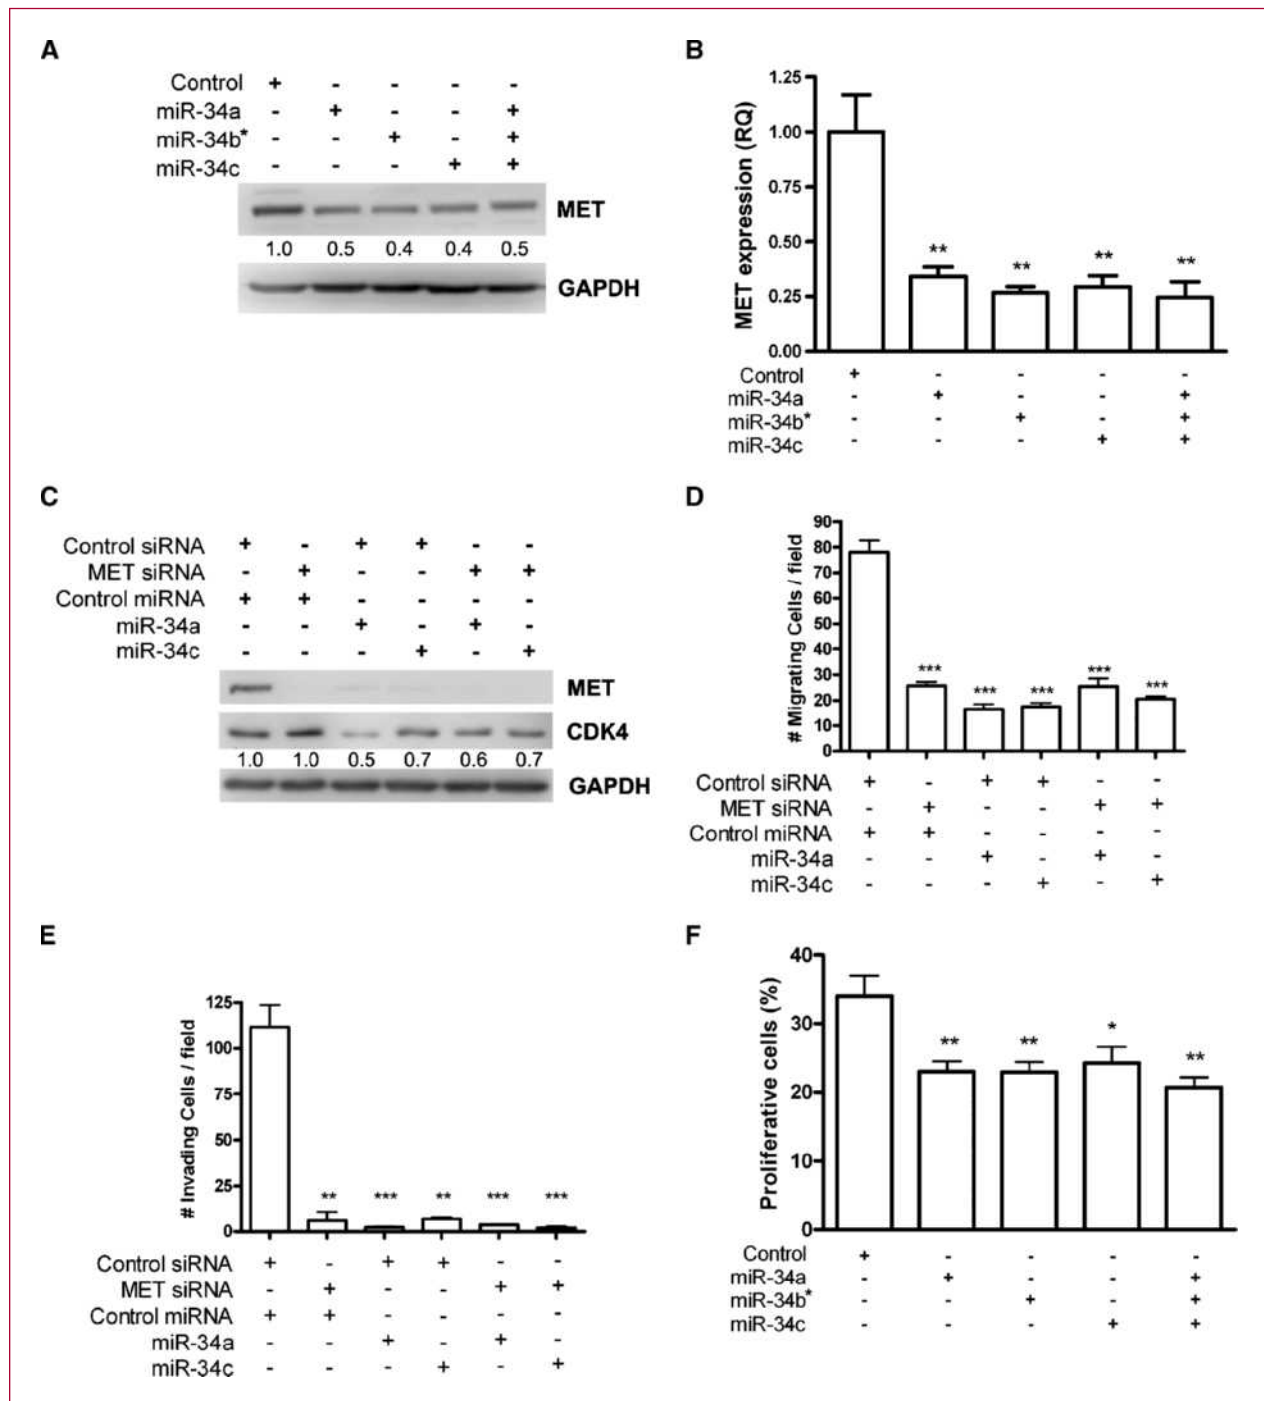 A
Control + - - - -
miR-34a - + - - +
miR-34b* - - + - +
miR-34c - - - + +
MET
1.0 0.5 0.4 0.4 0.5
GAPDH
B
MET expression (RQ)
1.25
1.00
0.50
0.25
0.00
Control + - - - -
miR-34a - + - - +
miR-34b* - - + - +
miR-34c - - - + +
** ** ** **
C
Control siRNA + - + + - -
MET siRNA - + - - + +
Control miRNA + + - - - -
miR-34a - - + - + -
miR-34c - - - + - +
MET
CDK4
1.0 1.0 0.5 0.7 0.6 0.7
GAPDH
D
# Migrating Cells / field
90
80
70
60
50
40
30
20
10
0
*** *** *** *** ***
Control siRNA + - + + - -
MET siRNA - + - - + +
Control miRNA + + - - - -
miR-34a - - + - + -
miR-34c - - - + - +
E
# Invading Cells / field
125
100
75
50
25
0
** *** ** *** ***
Control siRNA + - + + - -
MET siRNA - + - - + +
Control miRNA + + - - - -
miR-34a - - + - + -
miR-34c - - - + - +
F
Proliferative cells (%)
40
30
20
10
0
** ** * **
Control + - - - -
miR-34a - + - - +
miR-34b* - - + - +
miR-34c - - - + +